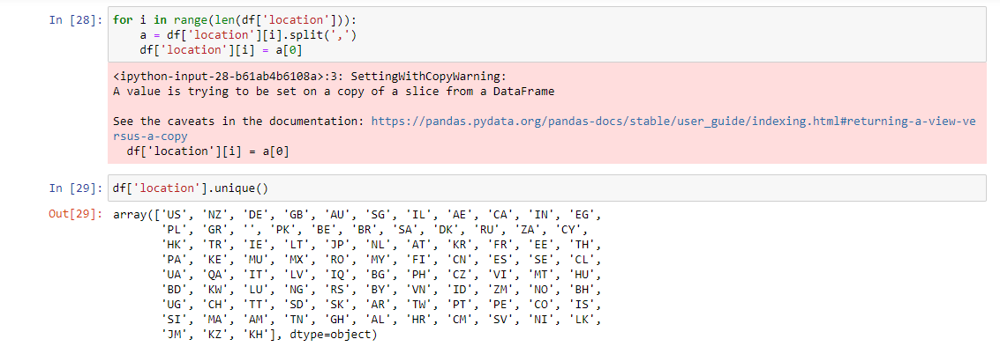 In [28]: for i in range(len(df['location'])):
a = df['location'][i].split(',')
df['location'][i] = a[0]
<ipython-input-28-b61ab4b6108a>:3: SettingWithCopyWarning:
A value is trying to be set on a copy of a slice from a DataFrame
See the caveats in the documentation: https://pandas.pydata.org/pandas-docs/stable/user_guide/indexing.html#returning-a-view-ve
rsus-a-copy
df['location'][i] = a[0]
In [29]: df['location'].unique()
Out[29]: array(['US', 'NZ', 'DE', 'GB', 'AU', 'SG', 'IL', 'AE', 'CA', 'IN', 'EG',
'PL', 'GR', '', 'PK', 'BE', 'BR', 'SA', 'DK', 'RU', 'ZA', 'CY',
'HK', 'TR', 'IE', 'LT', 'JP', 'NL', 'AT', 'KR', 'FR', 'EE', 'TH',
'PA', 'KE', 'MU', 'MX', 'RO', 'MY', 'FI', 'CN', 'ES', 'SE', 'CL',
'UA', 'QA', 'IT', 'LV', 'IQ', 'BG', 'PH', 'CZ', 'VI', 'MT', 'HU',
'BD', 'KW', 'LU', 'NG', 'RS', 'BY', 'VN', 'ID', 'ZM', 'NO', 'BH',
'UG', 'CH', 'TT', 'SD', 'SK', 'AR', 'TW', 'PT', 'PE', 'CO', 'IS',
'SI', 'MA', 'AM', 'TN', 'GH', 'AL', 'HR', 'CM', 'SV', 'NI', 'LK',
'JM', 'KZ', 'KH'], dtype=object)